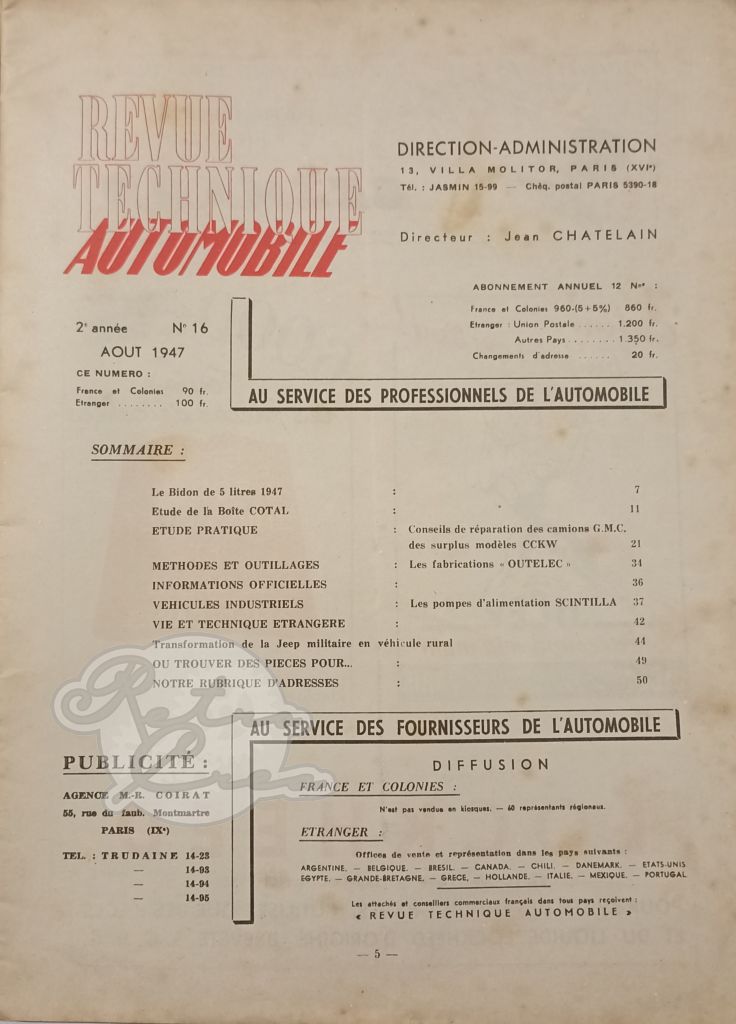 REVUE
TECHNIQUE
AUTOMOBILE
DIRECTION-ADMINISTRATION
13, VILLA MOLITOR, PARIS (XVIe)
Tél. : JASMIN 15-99 — Chéq. postal PARIS 5390-18
Directeur : Jean CHATELAIN
ABONNEMENT ANNUEL 12 Nos :
France et Colonies 960-(5+5%) 860 fr.
Etranger : Union Postale ...... 1.200 fr.
Autres Pays ........ 1.350 fr.
Changements d'adresse ...... 20 fr.
2e année N° 16
AOUT 1947
CE NUMERO :
France et Colonies 90 fr.
Etranger ........ 100 fr.
AU SERVICE DES PROFESSIONNELS DE L'AUTOMOBILE
SOMMAIRE :
Le Bidon de 5 litres 1947 : 7
Etude de la Boîte COTAL : 11
ETUDE PRATIQUE : Conseils de réparation des camions G.M.C.
des surplus modèles CCKW 21
METHODES ET OUTILLAGES : Les fabrications « OUTELEC » 34
INFORMATIONS OFFICIELLES : 36
VEHICULES INDUSTRIELS : Les pompes d'alimentation SCINTILLA 37
VIE ET TECHNIQUE ETRANGERE : 42
Transformation de la Jeep militaire en véhicule rural 44
OU TROUVER DES PIECES POUR... : 49
NOTRE RUBRIQUE D'ADRESSES : 50
Retro
AU SERVICE DES FOURNISSEURS DE L'AUTOMOBILE
PUBLICITÉ :
AGENCE M.-R. COIRAT
55, rue du faub. Montmartre
PARIS (IXe)
TEL. : TRUDAINE 14-23
— 14-93
— 14-94
— 14-95
DIFFUSION
FRANCE ET COLONIES :
N'est pas vendue en kiosques. — 60 représentants régionaux.
ETRANGER :
Offices de vente et représentation dans les pays suivants :
ARGENTINE. — BELGIQUE. — BRESIL. — CANADA. — CHILI. — DANEMARK. — ETATS-UNIS
EGYPTE. — GRANDE-BRETAGNE. — GRECE, — HOLLANDE. — ITALIE. — MEXIQUE. — PORTUGAL
Les attachés et conseillers commerciaux français dans tous pays reçoivent :
« REVUE TECHNIQUE AUTOMOBILE »
— 5 —